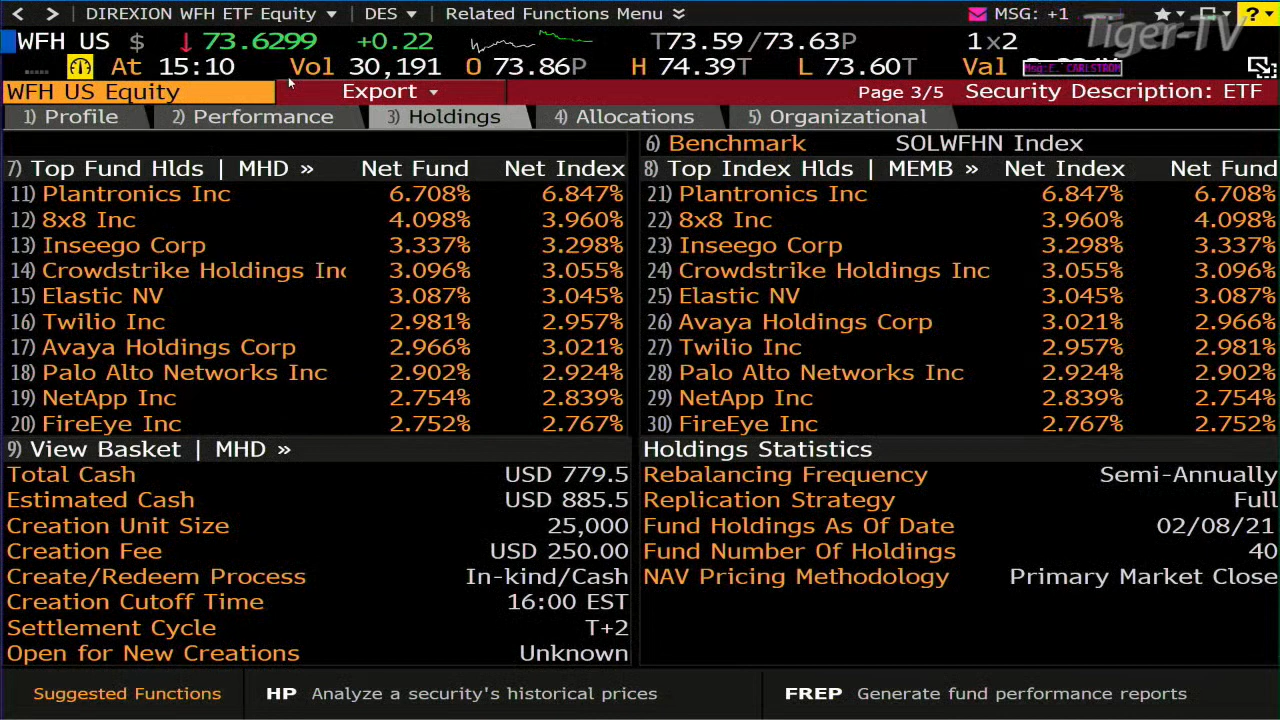 < > DIREXION WFH ETF Equity DES Related Functions Menu MSG: +1 ?
Tiger-TV
WFH US $ 73.6299 +0.22 T73.59/73.63P 1x2
At 15:10 Vol 30,191 O 73.86P H 74.39T L 73.60T Val
Msg:E. CARLSTROM
WFH US Equity Export Page 3/5 Security Description: ETF
1) Profile 2) Performance 3) Holdings 4) Allocations 5) Organizational
6) Benchmark SOLWFHN Index
7) Top Fund Hlds | MHD » Net Fund Net Index 8) Top Index Hlds | MEMB » Net Index Net Fund
11) Plantronics Inc 6.708% 6.847% 21) Plantronics Inc 6.847% 6.708%
12) 8x8 Inc 4.098% 3.960% 22) 8x8 Inc 3.960% 4.098%
13) Inseego Corp 3.337% 3.298% 23) Inseego Corp 3.298% 3.337%
14) Crowdstrike Holdings Inc 3.096% 3.055% 24) Crowdstrike Holdings Inc 3.055% 3.096%
15) Elastic NV 3.087% 3.045% 25) Elastic NV 3.045% 3.087%
16) Twilio Inc 2.981% 2.957% 26) Avaya Holdings Corp 3.021% 2.966%
17) Avaya Holdings Corp 2.966% 3.021% 27) Twilio Inc 2.957% 2.981%
18) Palo Alto Networks Inc 2.902% 2.924% 28) Palo Alto Networks Inc 2.924% 2.902%
19) NetApp Inc 2.754% 2.839% 29) NetApp Inc 2.839% 2.754%
20) FireEye Inc 2.752% 2.767% 30) FireEye Inc 2.767% 2.752%
9) View Basket | MHD » Holdings Statistics
Total Cash USD 779.5 Rebalancing Frequency Semi-Annually
Estimated Cash USD 885.5 Replication Strategy Full
Creation Unit Size 25,000 Fund Holdings As Of Date 02/08/21
Creation Fee USD 250.00 Fund Number Of Holdings 40
Create/Redeem Process In-kind/Cash NAV Pricing Methodology Primary Market Close
Creation Cutoff Time 16:00 EST
Settlement Cycle T+2
Open for New Creations Unknown
Suggested Functions HP Analyze a security's historical prices FREP Generate fund performance reports